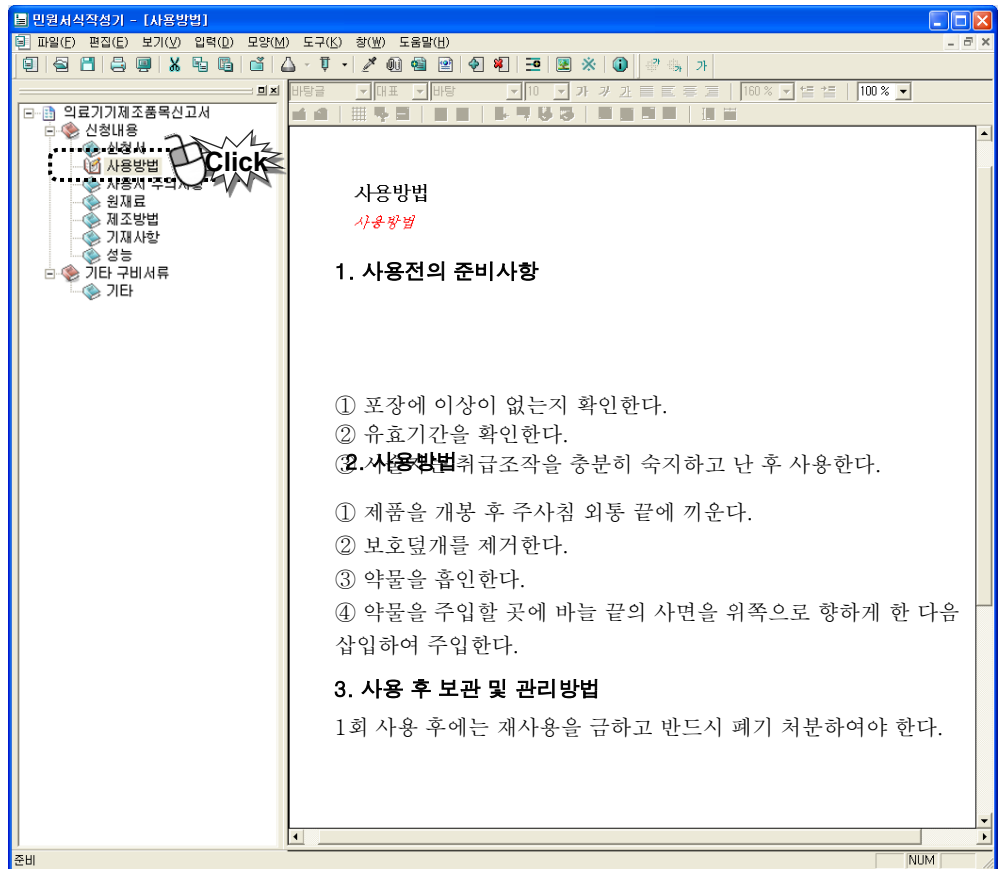 민원서식작성기 - [사용방법]
파일(F) 편집(E) 보기(V) 입력(D) 모양(M) 도구(K) 창(W) 도움말(H)
바탕글 대표 바탕 10 가 가 가 160 % 100 %
의료기기제조품목신고서
신청내용
신청서
사용방법
Click
사용시 주의사항
원재료
제조방법
기재사항
성능
기타 구비서류
기타
사용방법
사용방법
1. 사용전의 준비사항
① 포장에 이상이 없는지 확인한다.
② 유효기간을 확인한다.
③ 취급조작을 충분히 숙지하고 난 후 사용한다.
2. 사용방법
① 제품을 개봉 후 주사침 외통 끝에 끼운다.
② 보호덮개를 제거한다.
③ 약물을 흡인한다.
④ 약물을 주입할 곳에 바늘 끝의 사면을 위쪽으로 향하게 한 다음
삽입하여 주입한다.
3. 사용 후 보관 및 관리방법
1회 사용 후에는 재사용을 금하고 반드시 폐기 처분하여야 한다.
준비 NUM